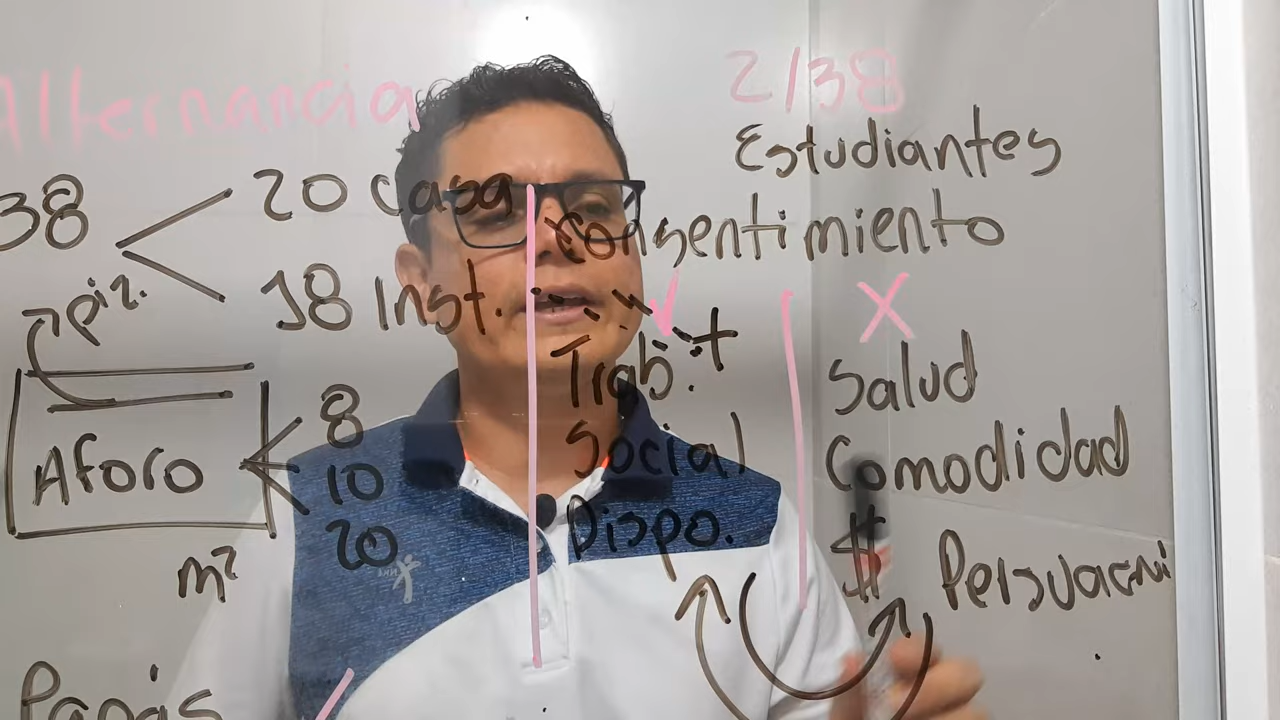 Alternancia
38
20 casa
18 Inst.
piz.
Aforo
8
10
20
m²
Papás
2/38
Estudiantes
consentimiento
✓ X
Trab. +
Social
Dispo.
Salud
Comodidad
$